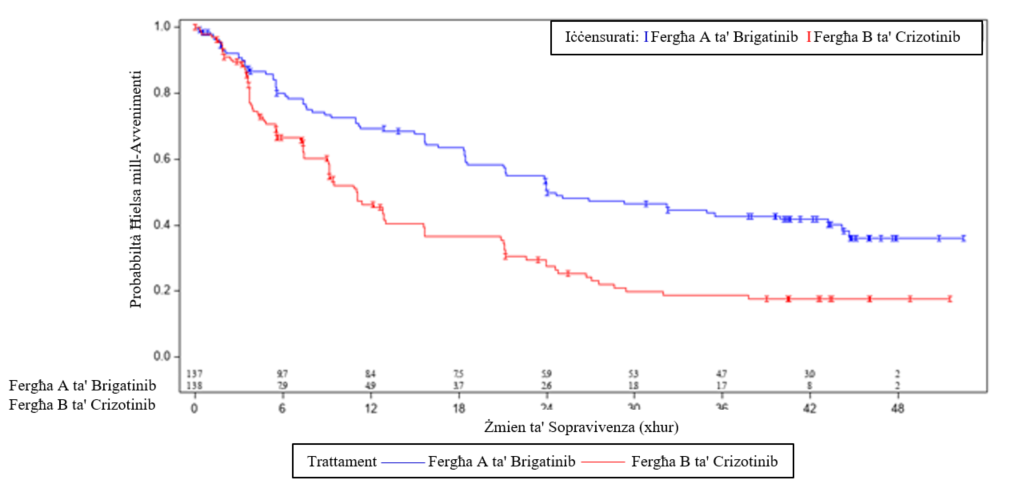 1.0
Iċċensurati: I Fergħa A ta' Brigatinib I Fergħa B ta' Crizotinib
0.8
0.6
0.4
0.2
0.0
Probabbiltà Ħielsa mill-Avvenimenti
137 97 84 75 59 53 47 30 2
Fergħa A ta' Brigatinib
138 79 49 37 26 18 17 8 2
Fergħa B ta' Crizotinib
0 6 12 18 24 30 36 42 48
Żmien ta' Sopravivenza (xhur)
Trattament Fergħa A ta' Brigatinib Fergħa B ta' Crizotinib